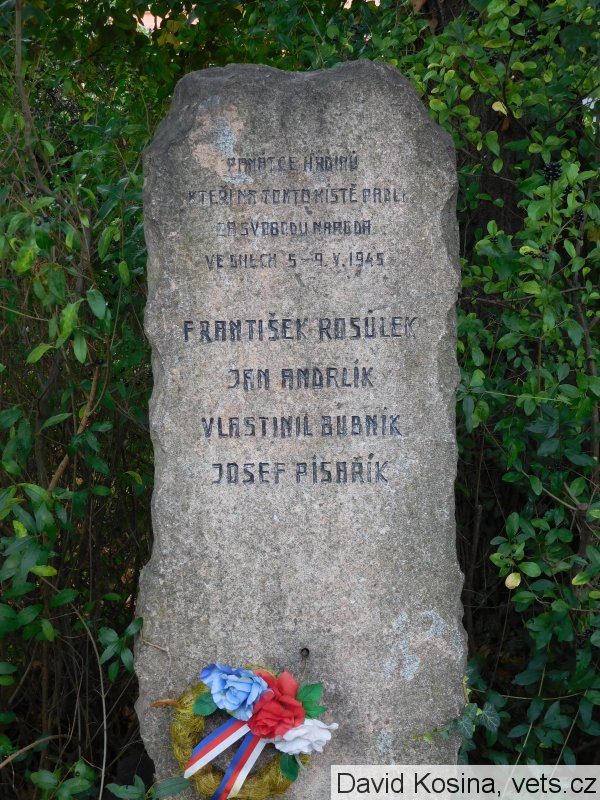 PAMÁTCE HRDINŮ
KTEŘÍ NA TOMTO MÍSTĚ PADLI
ZA SVOBODU NÁRODA
VE DNECH 5-9.V.1945
FRANTIŠEK ROSŮLEK
JAN ANDRLÍK
VLASTIMIL BUBNÍK
JOSEF PÍSAŘÍK
David Kosina, vets.cz